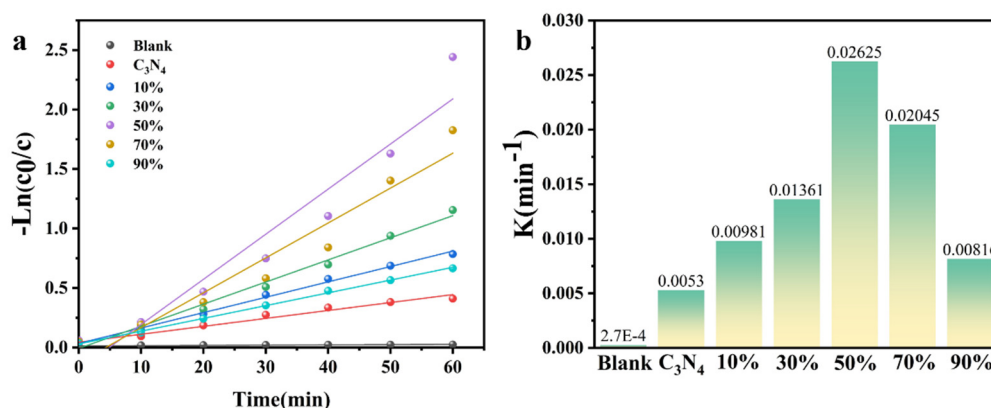 a
-Ln(c0/c)
2.5
2.0
1.5
1.0
0.5
0.0
Blank
C₃N₄
10%
30%
50%
70%
90%
0 10 20 30 40 50 60
Time(min)
b
K(min⁻¹)
0.030
0.025
0.020
0.015
0.010
0.005
0.000
2.7E-4
0.0053
0.00981
0.01361
0.02625
0.02045
0.00816
Blank C₃N₄ 10% 30% 50% 70% 90%